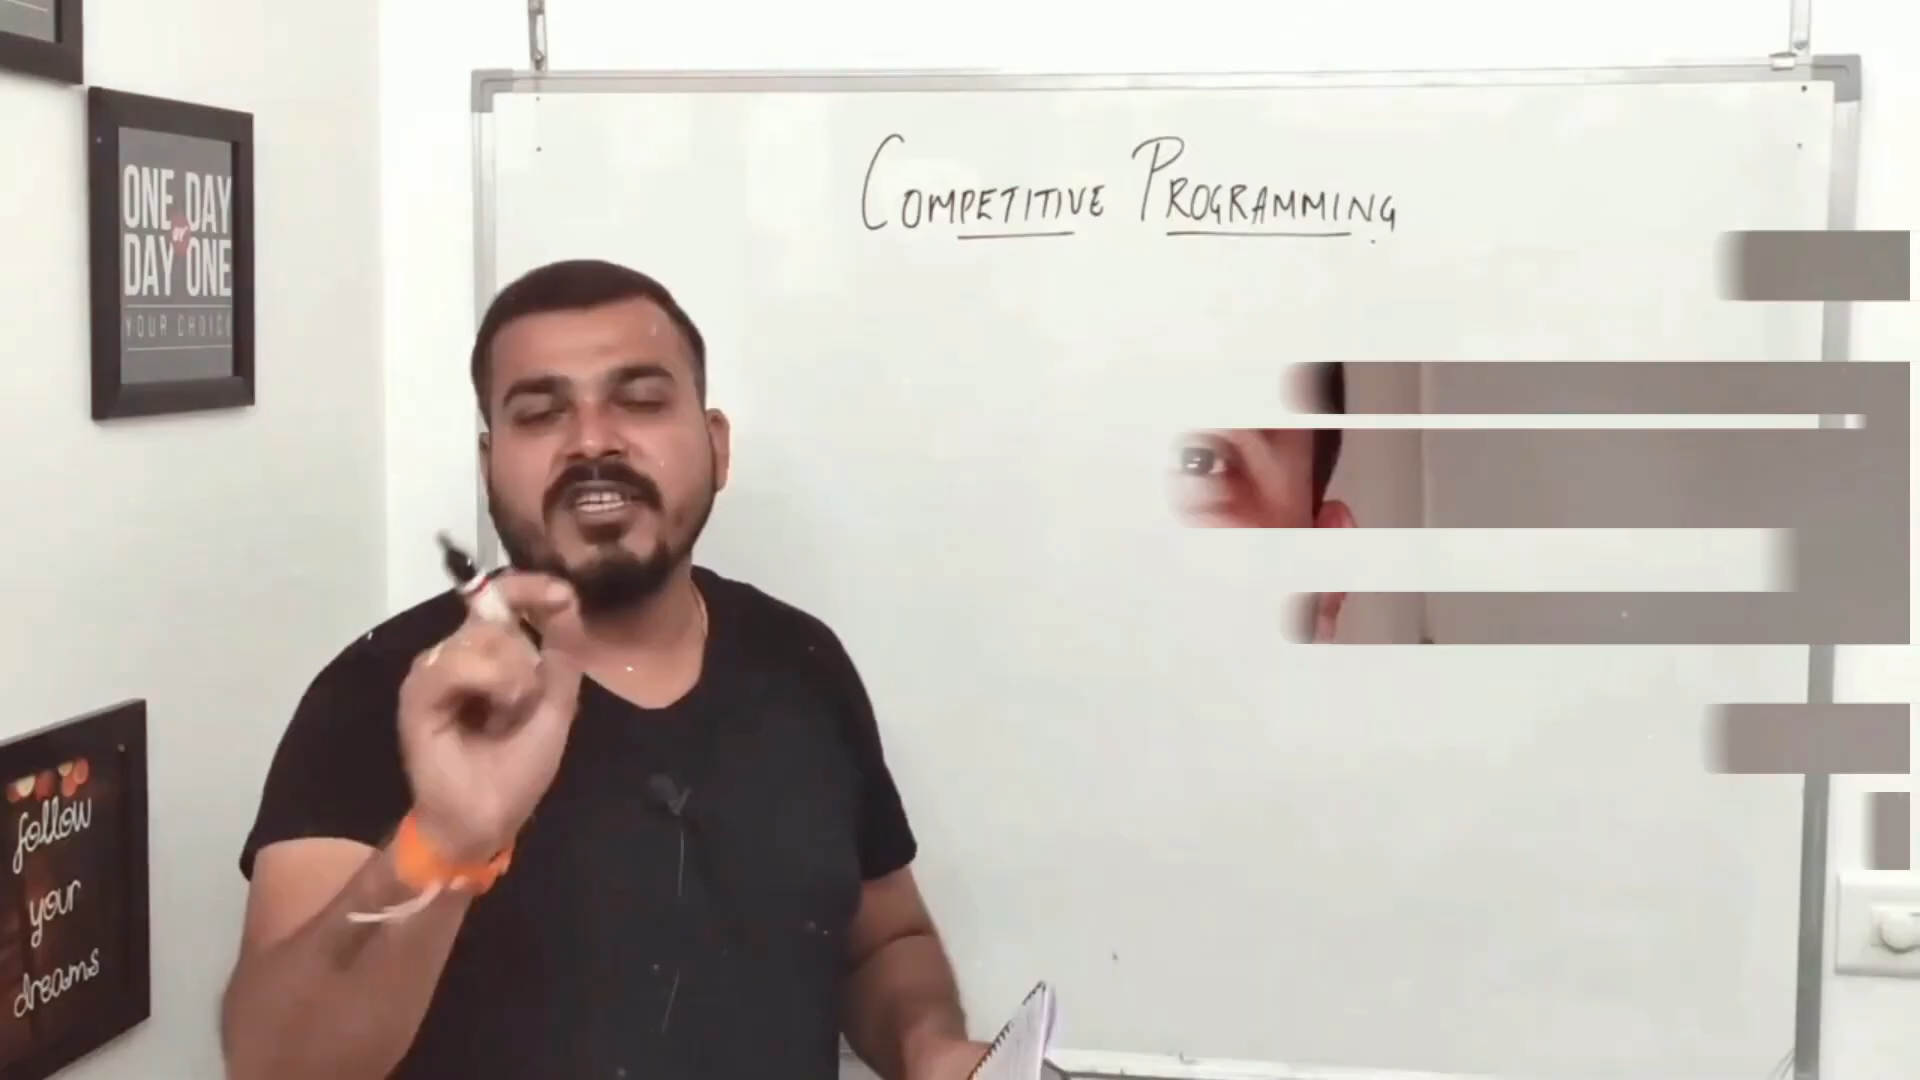 ONE DAY
or
DAY ONE
YOUR CHOICE
COMPETITIVE PROGRAMMING
follow
your
dreams